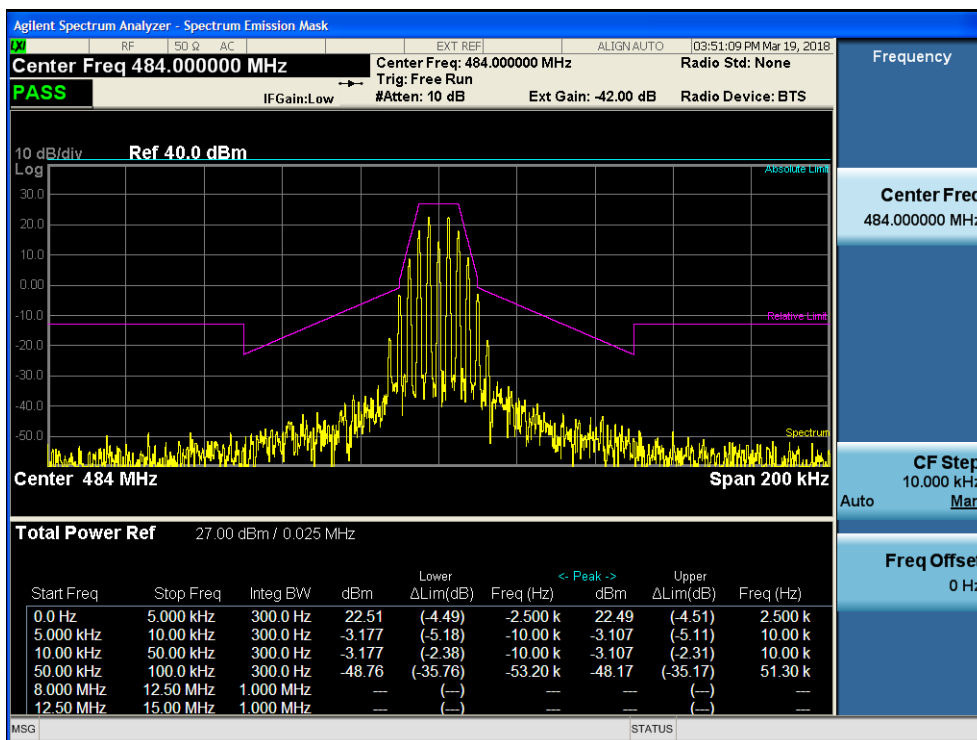 Agilent Spectrum Analyzer - Spectrum Emission Mask
LXI RF 50 Ω AC EXT REF ALIGN AUTO 03:51:09 PM Mar 19, 2018
Center Freq 484.000000 MHz
Center Freq: 484.000000 MHz Radio Std: None
Trig: Free Run
PASS IFGain:Low #Atten: 10 dB Ext Gain: -42.00 dB Radio Device: BTS
10 dB/div Ref 40.0 dBm
Log
Absolute Limit
30.0
20.0
10.0
0.00
-10.0
Relative Limit
-20.0
-30.0
-40.0
-50.0
Spectrum
Center 484 MHz Span 200 kHz
Total Power Ref 27.00 dBm / 0.025 MHz
Lower <- Peak -> Upper
Start Freq Stop Freq Integ BW dBm ΔLim(dB) Freq (Hz) dBm ΔLim(dB) Freq (Hz)
0.0 Hz 5.000 kHz 300.0 Hz 22.51 (-4.49) -2.500 k 22.49 (-4.51) 2.500 k
5.000 kHz 10.00 kHz 300.0 Hz -3.177 (-5.18) -10.00 k -3.107 (-5.11) 10.00 k
10.00 kHz 50.00 kHz 300.0 Hz -3.177 (-2.38) -10.00 k -3.107 (-2.31) 10.00 k
50.00 kHz 100.0 kHz 300.0 Hz -48.76 (-35.76) -53.20 k -48.17 (-35.17) 51.30 k
8.000 MHz 12.50 MHz 1.000 MHz --- (---) --- --- (---) ---
12.50 MHz 15.00 MHz 1.000 MHz --- (---) --- --- (---) ---
MSG STATUS
Frequency
Center Freq
484.000000 MHz
CF Step
10.000 kHz
Auto Man
Freq Offset
0 Hz